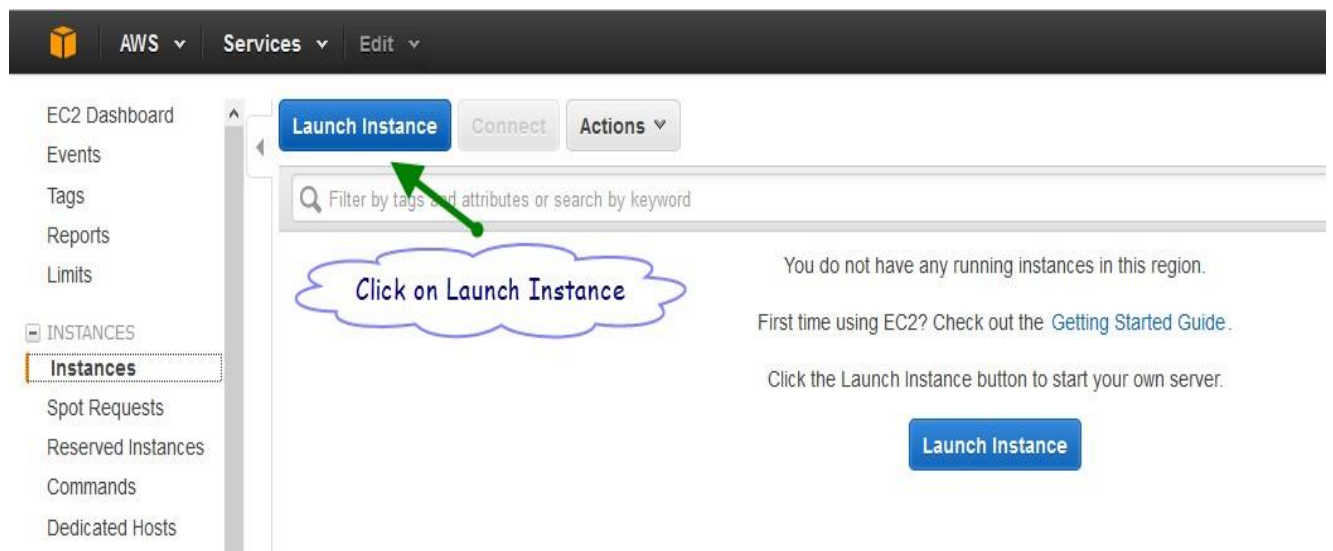 AWS Services Edit
EC2 Dashboard
Events
Tags
Reports
Limits
INSTANCES
Instances
Spot Requests
Reserved Instances
Commands
Dedicated Hosts
Launch Instance Connect Actions
Filter by tags and attributes or search by keyword
Click on Launch Instance
You do not have any running instances in this region.
First time using EC2? Check out the Getting Started Guide.
Click the Launch Instance button to start your own server.
Launch Instance